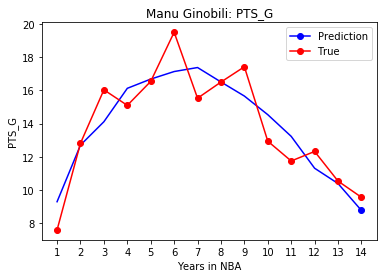 Manu Ginobili: PTS_G
Prediction
True
PTS_G
20
18
16
14
12
10
8
1 2 3 4 5 6 7 8 9 10 11 12 13 14
Years in NBA